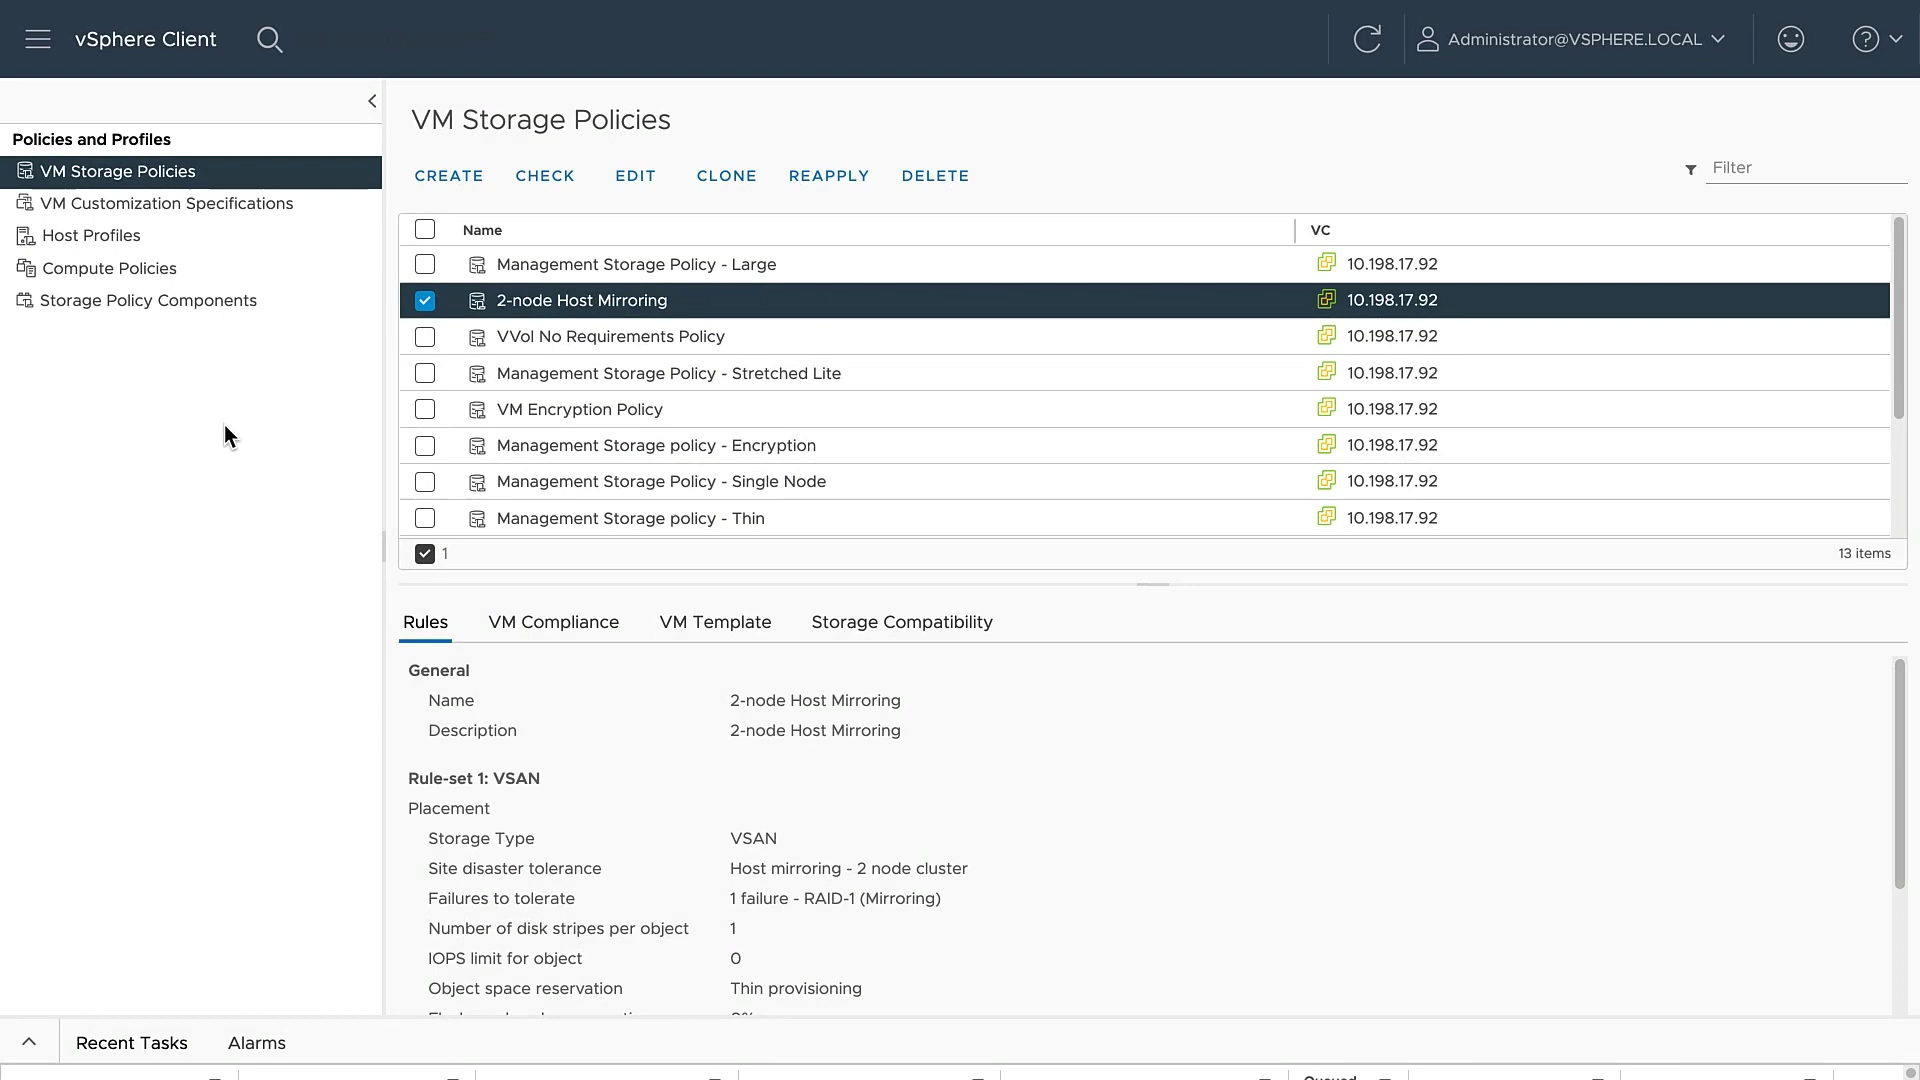 vSphere Client
Administrator@VSPHERE.LOCAL
Policies and Profiles
VM Storage Policies
VM Customization Specifications
Host Profiles
Compute Policies
Storage Policy Components
VM Storage Policies
CREATE CHECK EDIT CLONE REAPPLY DELETE
Filter
Name VC
Management Storage Policy - Large 10.198.17.92
2-node Host Mirroring 10.198.17.92
VVol No Requirements Policy 10.198.17.92
Management Storage Policy - Stretched Lite 10.198.17.92
VM Encryption Policy 10.198.17.92
Management Storage policy - Encryption 10.198.17.92
Management Storage Policy - Single Node 10.198.17.92
Management Storage policy - Thin 10.198.17.92
1 13 items
Rules VM Compliance VM Template Storage Compatibility
General
Name 2-node Host Mirroring
Description 2-node Host Mirroring
Rule-set 1: VSAN
Placement
Storage Type VSAN
Site disaster tolerance Host mirroring - 2 node cluster
Failures to tolerate 1 failure - RAID-1 (Mirroring)
Number of disk stripes per object 1
IOPS limit for object 0
Object space reservation Thin provisioning
Recent Tasks Alarms